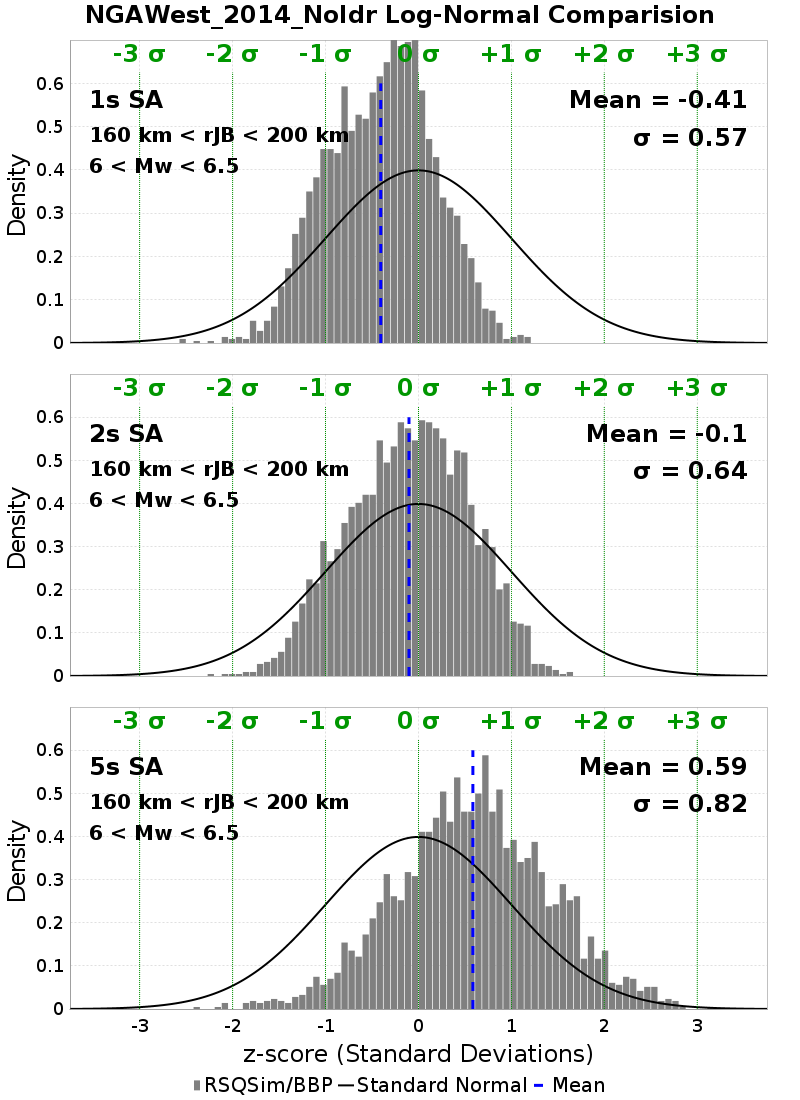 NGAWest_2014_NoIdr Log-Normal Comparision
-3 σ -2 σ -1 σ 0 σ +1 σ +2 σ +3 σ
1s SA
Mean = -0.41
160 km < rJB < 200 km
σ = 0.57
6 < Mw < 6.5
Density
0.6
0.5
0.4
0.3
0.2
0.1
0
-3 σ -2 σ -1 σ 0 σ +1 σ +2 σ +3 σ
2s SA
Mean = -0.1
160 km < rJB < 200 km
σ = 0.64
6 < Mw < 6.5
Density
0.6
0.5
0.4
0.3
0.2
0.1
0
-3 σ -2 σ -1 σ 0 σ +1 σ +2 σ +3 σ
5s SA
Mean = 0.59
160 km < rJB < 200 km
σ = 0.82
6 < Mw < 6.5
Density
0.6
0.5
0.4
0.3
0.2
0.1
0
-3 -2 -1 0 1 2 3
z-score (Standard Deviations)
RSQSim/BBP Standard Normal Mean